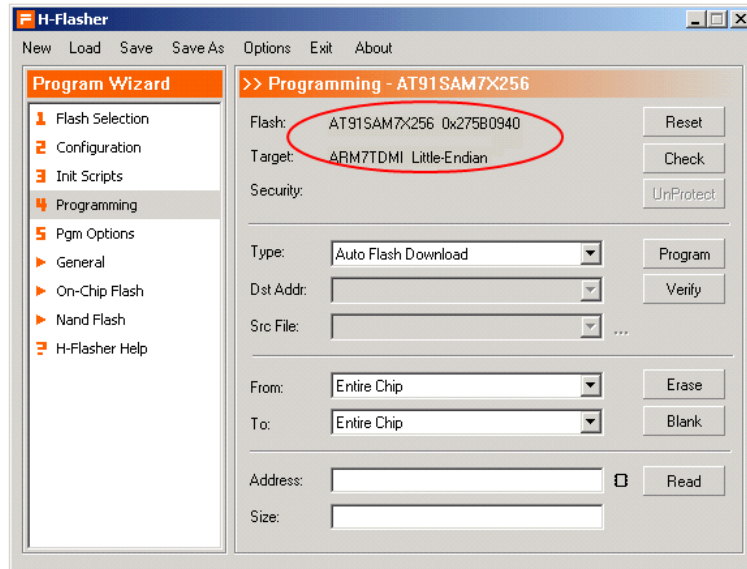 H-Flasher
New Load Save Save As Options Exit About
Program Wizard
1 Flash Selection
2 Configuration
3 Init Scripts
4 Programming
5 Pgm Options
General
On-Chip Flash
Nand Flash
? H-Flasher Help
>> Programming - AT91SAM7X256
Flash: AT91SAM7X256 0x275B0940 Reset
Target: ARM7TDMI Little-Endian Check
Security: UnProtect
Type: Auto Flash Download Program
Dst Addr: Verify
Src File: ...
From: Entire Chip Erase
To: Entire Chip Blank
Address: Read
Size: